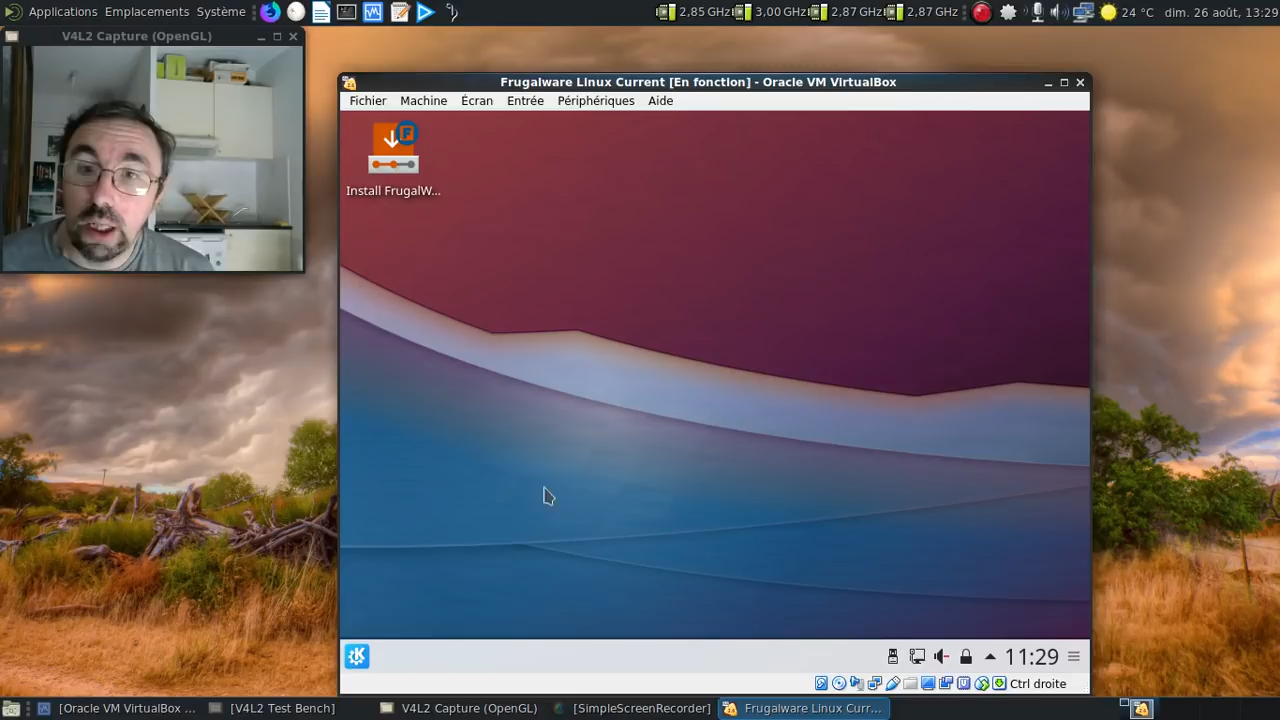 Applications Emplacements Système
2,85 GHz 3,00 GHz 2,87 GHz 2,87 GHz 24 °C dim. 26 août, 13:29
V4L2 Capture (OpenGL)
Frugalware Linux Current [En fonction] - Oracle VM VirtualBox
Fichier Machine Écran Entrée Périphériques Aide
Install FrugalW...
11:29
Ctrl droite
[Oracle VM VirtualBox ... [V4L2 Test Bench] V4L2 Capture (OpenGL) [SimpleScreenRecorder] Frugalware Linux Curr...